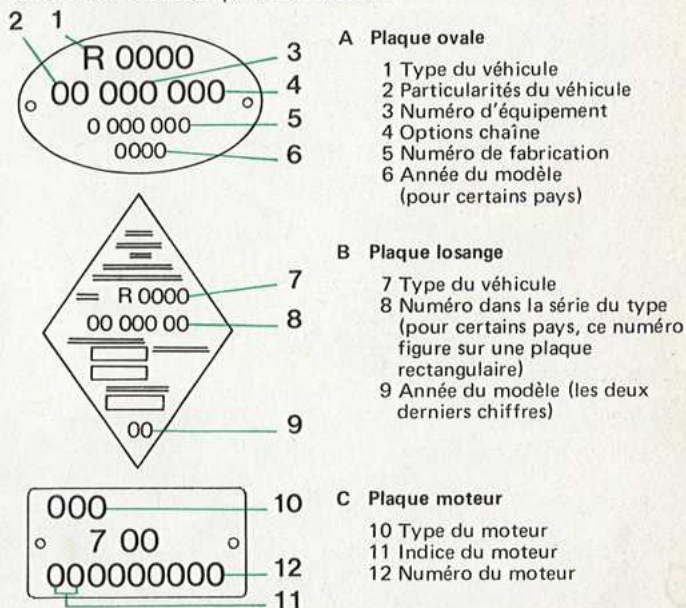 2 1
R 0000
3
00 000 000
4
0 000 000
5
0000
6
A Plaque ovale
1 Type du véhicule
2 Particularités du véhicule
3 Numéro d'équipement
4 Options chaîne
5 Numéro de fabrication
6 Année du modèle
(pour certains pays)
R 0000
7
00 000 00
8
00
9
B Plaque losange
7 Type du véhicule
8 Numéro dans la série du type
(pour certains pays, ce numéro
figure sur une plaque
rectangulaire)
9 Année du modèle (les deux
derniers chiffres)
000
10
7 00
000000000
12
11
C Plaque moteur
10 Type du moteur
11 Indice du moteur
12 Numéro du moteur